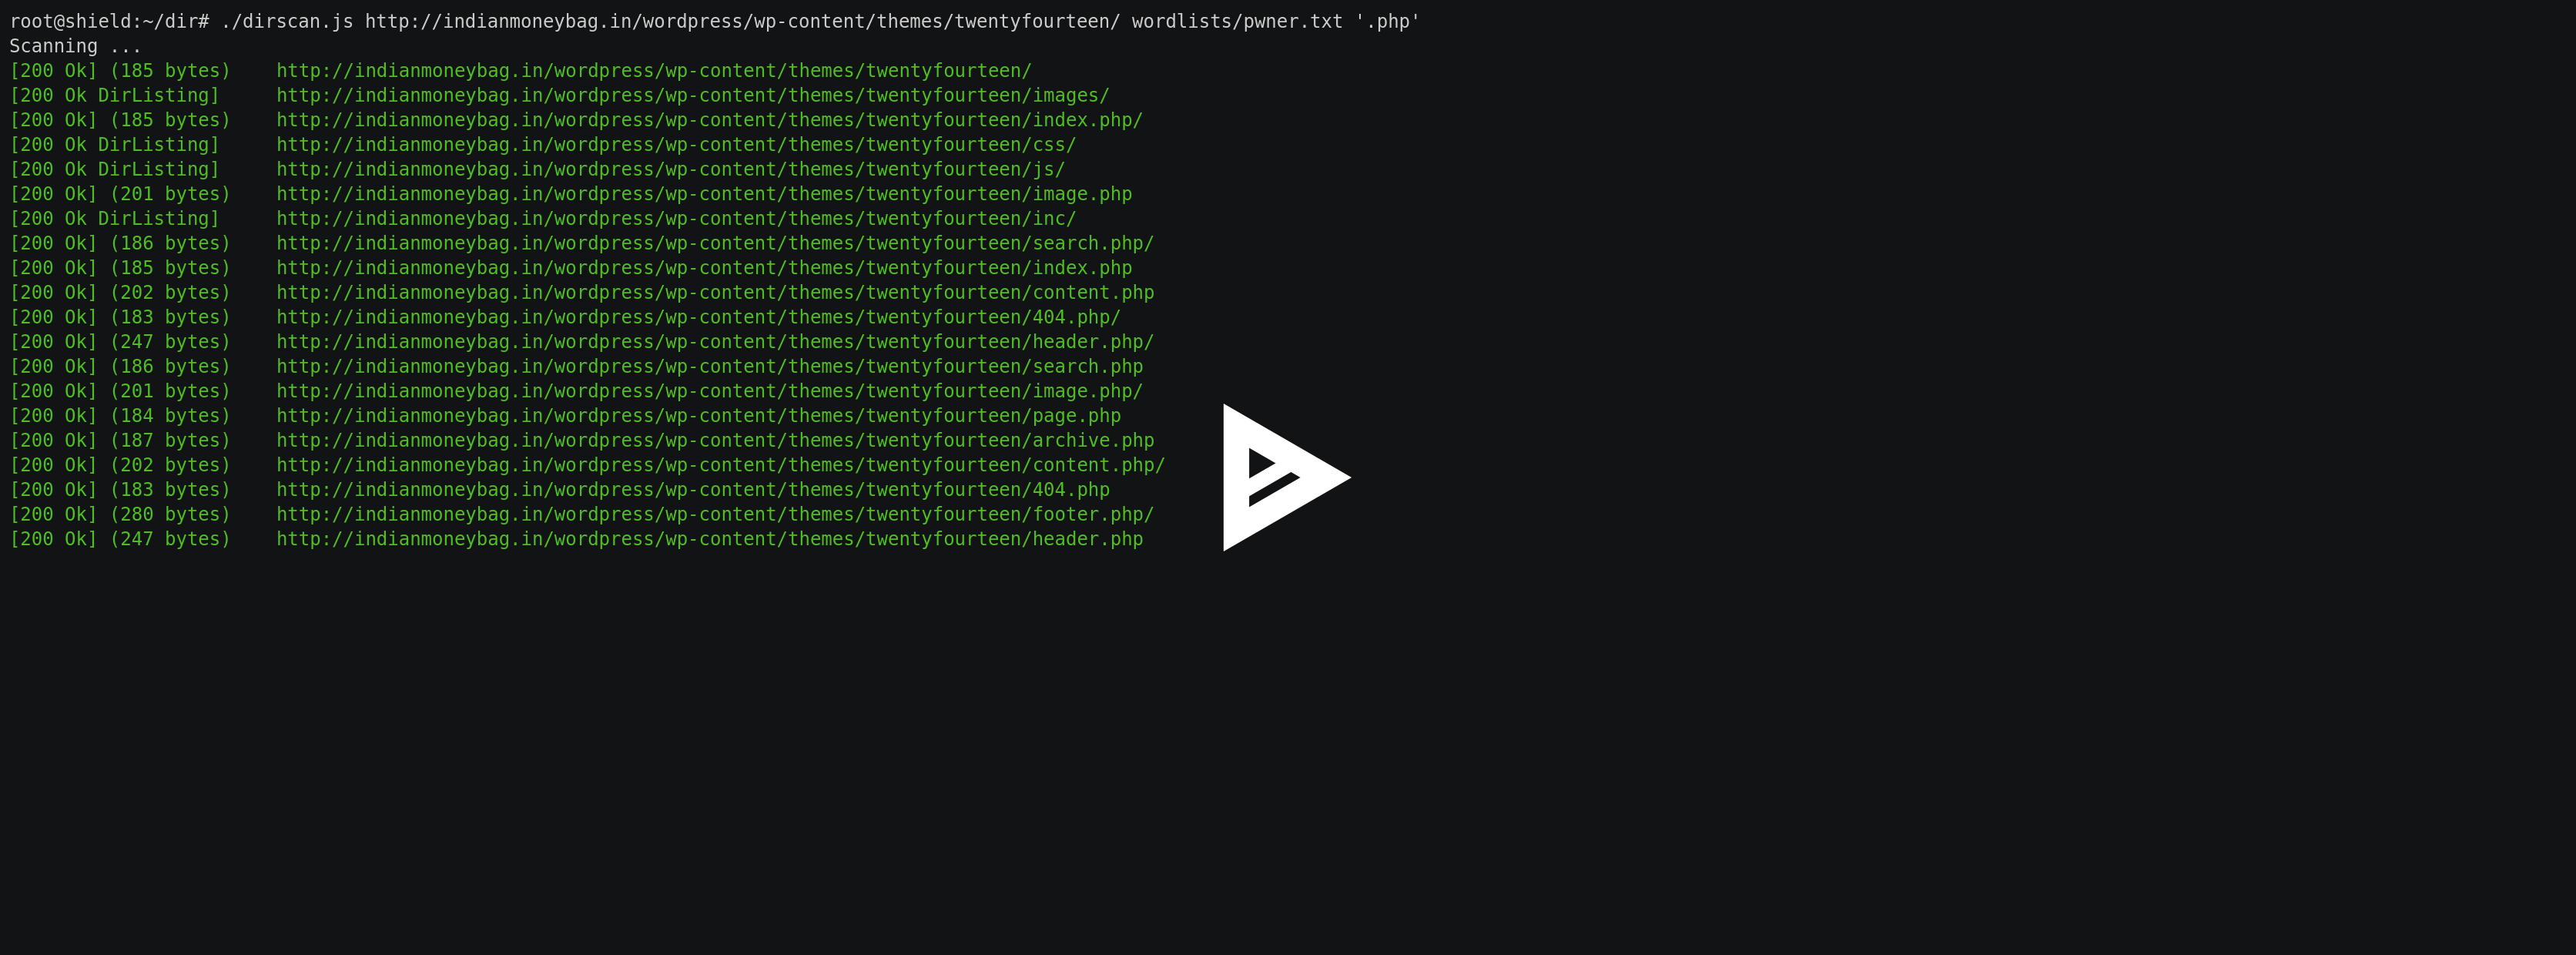 root@shield:~/dir# ./dirscan.js http://indianmoneybag.in/wordpress/wp-content/themes/twentyfourteen/ wordlists/pwner.txt '.php'
Scanning ...
[200 Ok] (185 bytes)    http://indianmoneybag.in/wordpress/wp-content/themes/twentyfourteen/
[200 Ok DirListing]     http://indianmoneybag.in/wordpress/wp-content/themes/twentyfourteen/images/
[200 Ok] (185 bytes)    http://indianmoneybag.in/wordpress/wp-content/themes/twentyfourteen/index.php/
[200 Ok DirListing]     http://indianmoneybag.in/wordpress/wp-content/themes/twentyfourteen/css/
[200 Ok DirListing]     http://indianmoneybag.in/wordpress/wp-content/themes/twentyfourteen/js/
[200 Ok] (201 bytes)    http://indianmoneybag.in/wordpress/wp-content/themes/twentyfourteen/image.php
[200 Ok DirListing]     http://indianmoneybag.in/wordpress/wp-content/themes/twentyfourteen/inc/
[200 Ok] (186 bytes)    http://indianmoneybag.in/wordpress/wp-content/themes/twentyfourteen/search.php/
[200 Ok] (185 bytes)    http://indianmoneybag.in/wordpress/wp-content/themes/twentyfourteen/index.php
[200 Ok] (202 bytes)    http://indianmoneybag.in/wordpress/wp-content/themes/twentyfourteen/content.php
[200 Ok] (183 bytes)    http://indianmoneybag.in/wordpress/wp-content/themes/twentyfourteen/404.php/
[200 Ok] (247 bytes)    http://indianmoneybag.in/wordpress/wp-content/themes/twentyfourteen/header.php/
[200 Ok] (186 bytes)    http://indianmoneybag.in/wordpress/wp-content/themes/twentyfourteen/search.php
[200 Ok] (201 bytes)    http://indianmoneybag.in/wordpress/wp-content/themes/twentyfourteen/image.php/
[200 Ok] (184 bytes)    http://indianmoneybag.in/wordpress/wp-content/themes/twentyfourteen/page.php
[200 Ok] (187 bytes)    http://indianmoneybag.in/wordpress/wp-content/themes/twentyfourteen/archive.php
[200 Ok] (202 bytes)    http://indianmoneybag.in/wordpress/wp-content/themes/twentyfourteen/content.php/
[200 Ok] (183 bytes)    http://indianmoneybag.in/wordpress/wp-content/themes/twentyfourteen/404.php
[200 Ok] (280 bytes)    http://indianmoneybag.in/wordpress/wp-content/themes/twentyfourteen/footer.php/
[200 Ok] (247 bytes)    http://indianmoneybag.in/wordpress/wp-content/themes/twentyfourteen/header.php